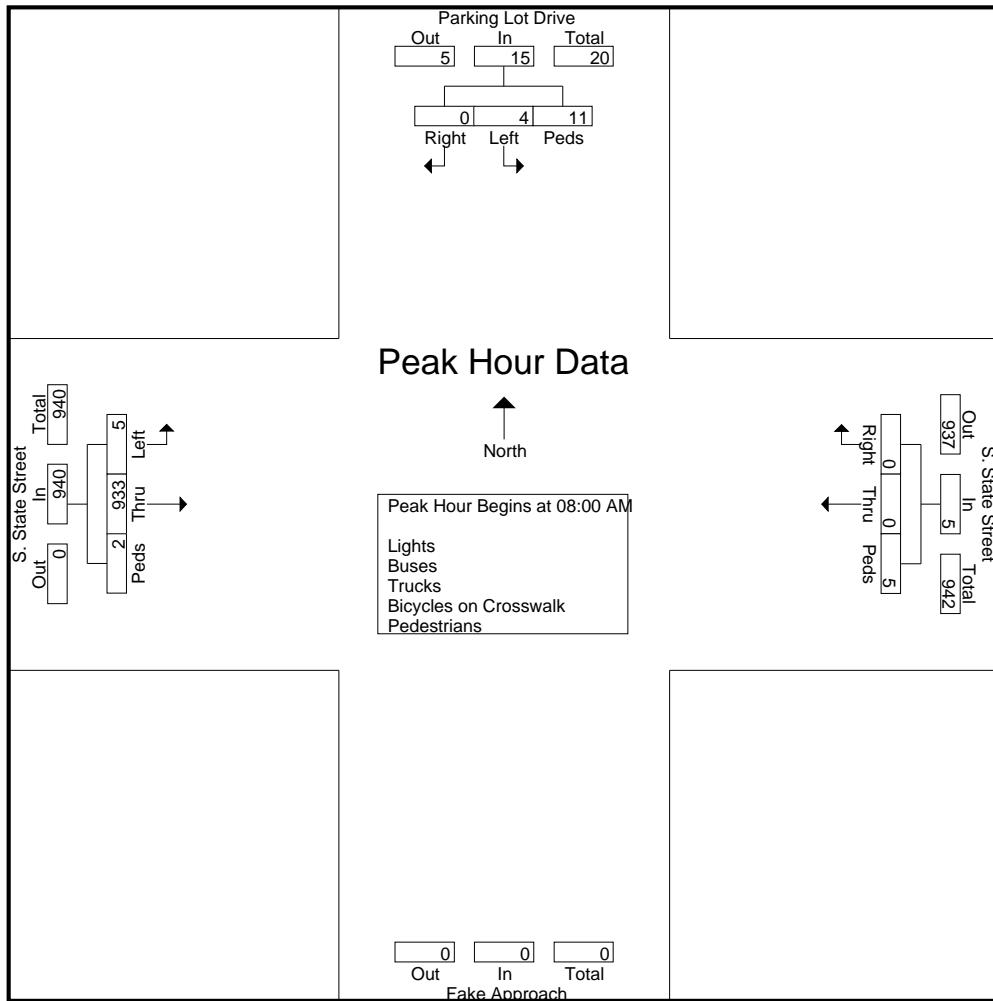 Parking Lot Drive
Out In Total
5 15 20
0 4 11
Right Left Peds
Peak Hour Data
North
Peak Hour Begins at 08:00 AM
Lights
Buses
Trucks
Bicycles on Crosswalk
Pedestrians
S. State Street
Total In Out
940 940 0
5 933 2
Left Thru Peds
S. State Street
Out In Total
937 5 942
0 0 5
Right Thru Peds
0 0 0
Out In Total
Fake Approach